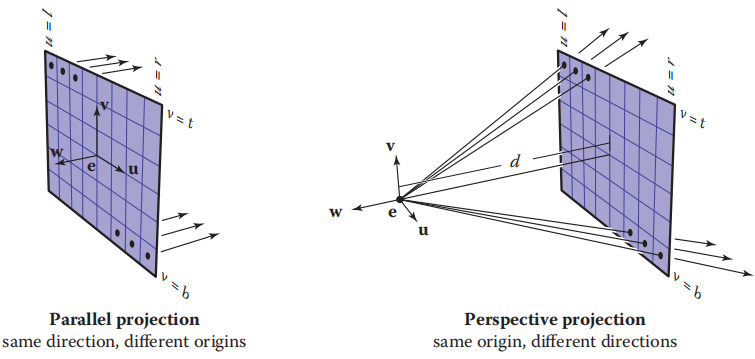 u = l
u = r
v = t
v
w
e
u
v = b
Parallel projection
same direction, different origins
u = l
u = r
v = t
v
d
w
e
u
v = b
Perspective projection
same origin, different directions